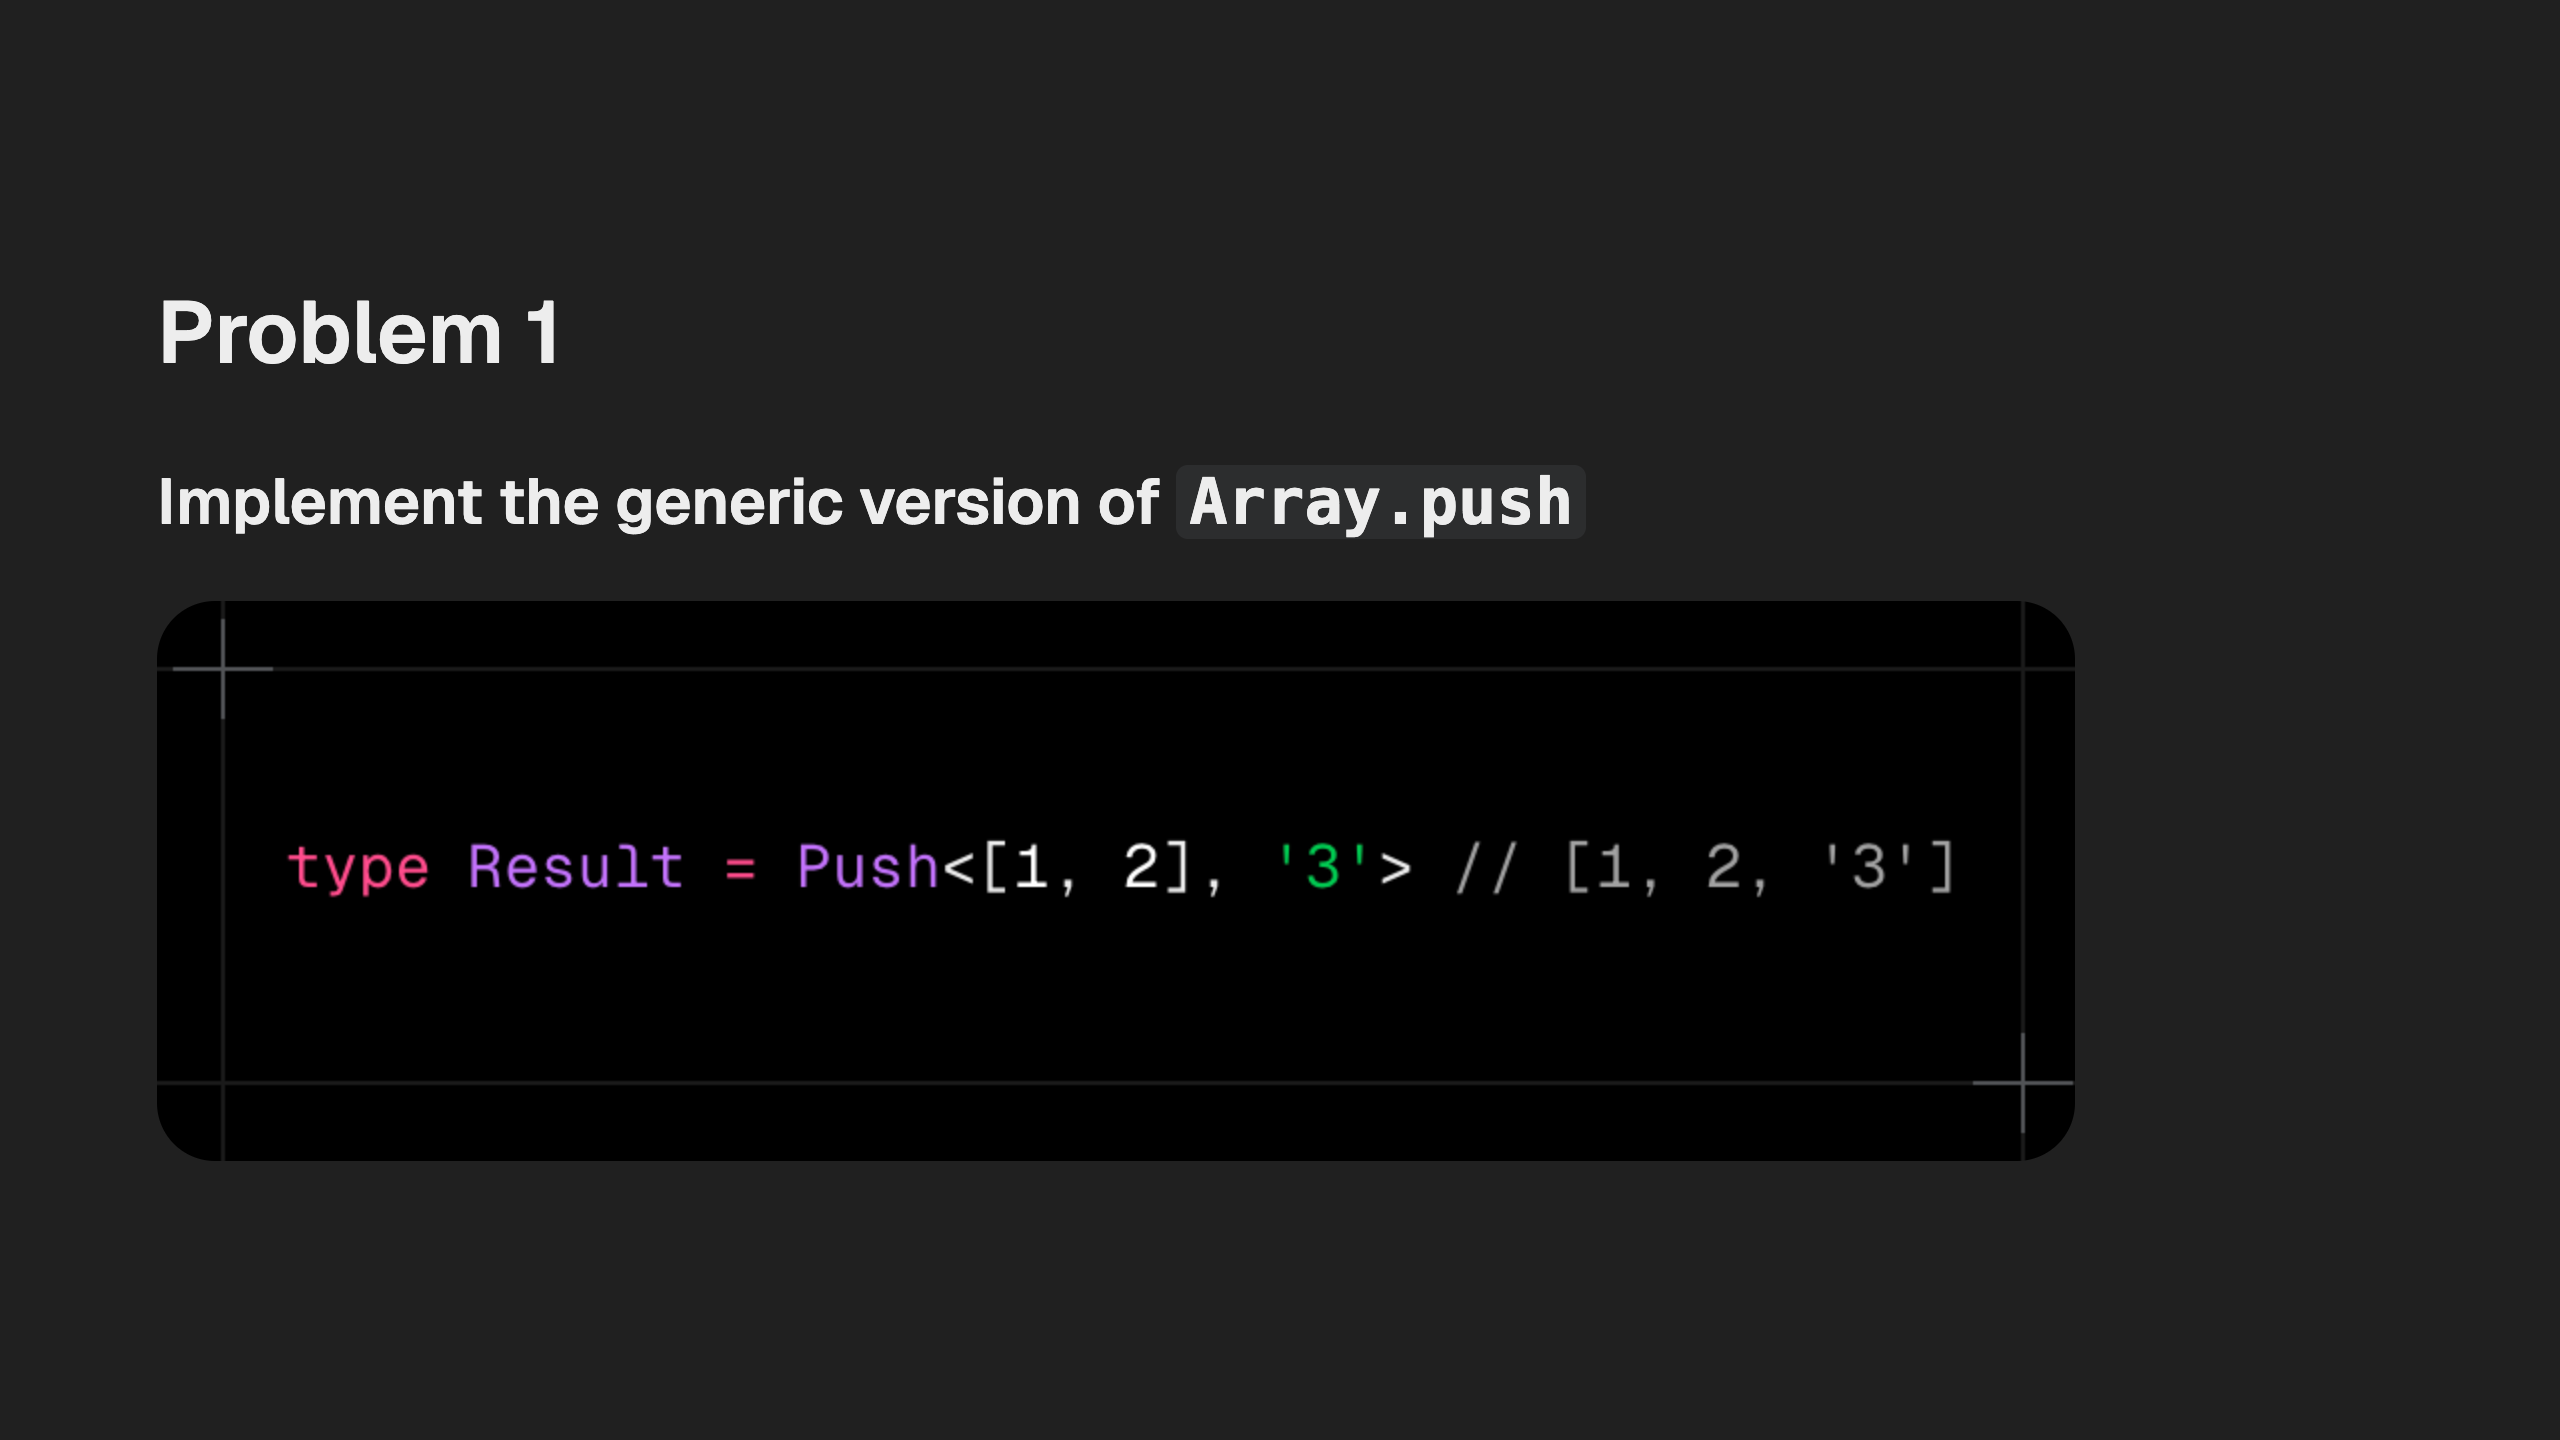 Problem 1
Implement the generic version of Array.push
type Result = Push<[1, 2], '3'> // [1, 2, '3']